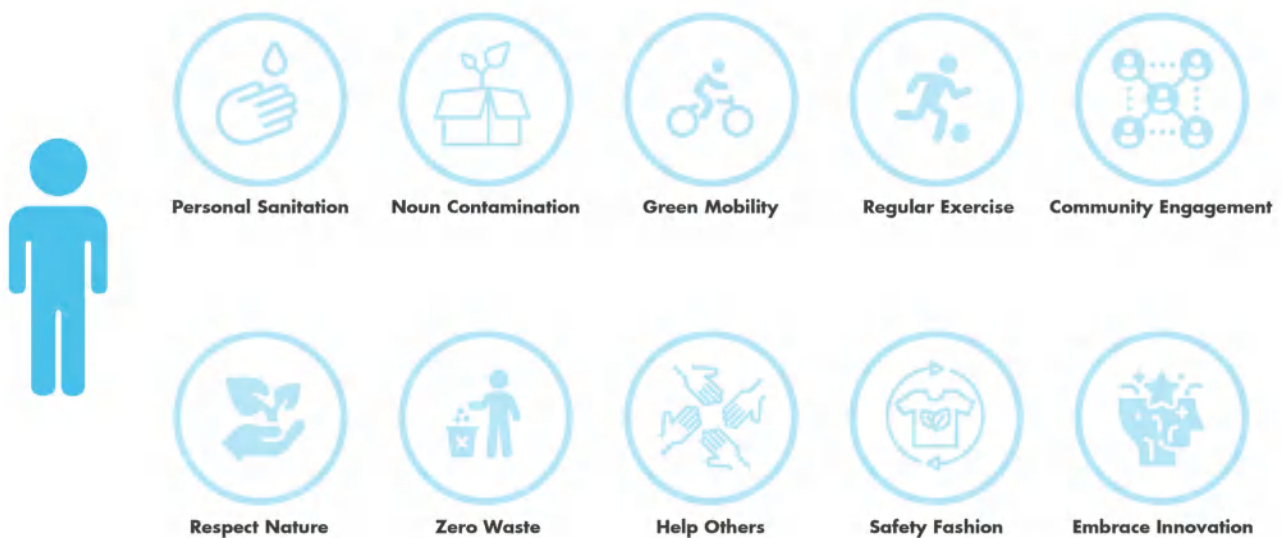 Personal Sanitation
Noun Contamination
Green Mobility
Regular Exercise
Community Engagement
Respect Nature
Zero Waste
Help Others
Safety Fashion
Embrace Innovation